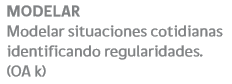 MODELAR
Modelar situaciones cotidianas
identificando regularidades.
(OA k)